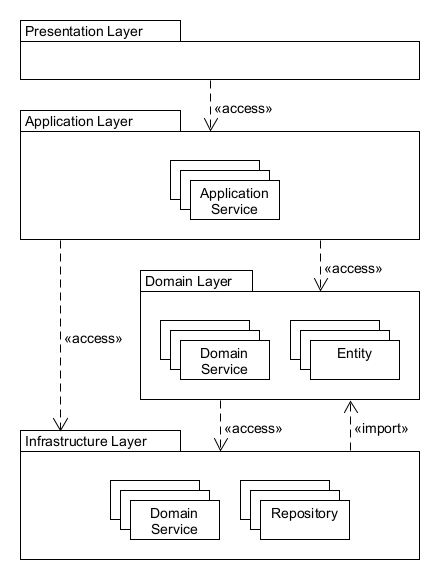 Presentation Layer
«access»
Application Layer
Application
Service
«access»
Domain Layer
«access»
Domain
Service
Entity
«access»
«import»
Infrastructure Layer
Domain
Service
Repository